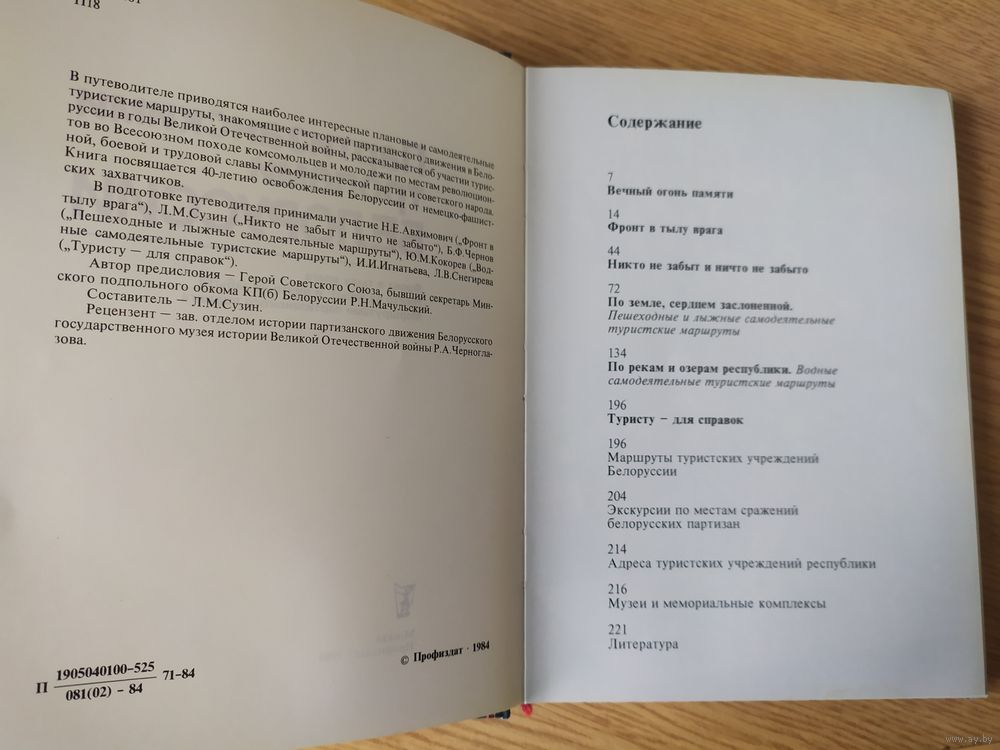 П18
В путеводителе приводятся наиболее интересные плановые и самодеятельные
туристские маршруты, знакомящие с историей партизанского движения в Бело-
руссии в годы Великой Отечественной войны, рассказывается об участии турис-
тов во Всесоюзном походе комсомольцев и молодежи по местам революцион-
ной, боевой и трудовой славы Коммунистической партии и советского народа.
Книга посвящается 40-летию освобождения Белоруссии от немецко-фашист-
ских захватчиков.
В подготовке путеводителя принимали участие Н.Е.Авхимович („Фронт в
тылу врага"), Л.М.Сузин („Никто не забыт и ничто не забыто"), Б.Ф.Чернов
(„Пешеходные и лыжные самодеятельные маршруты"), Ю.М.Кокорев („Вод-
ные самодеятельные туристские маршруты"), И.И.Игнатьева, Л.В.Снегирева
(„Туристу — для справок").
Автор предисловия — Герой Советского Союза, бывший секретарь Мин-
ского подпольного обкома КП(б) Белоруссии Р.Н.Мачульский.
Составитель — Л.М.Сузин.
Рецензент — зав. отделом истории партизанского движения Белорусского
государственного музея истории Великой Отечественной войны Р.А.Черногла-
зова.
П 1905040100-525 71-84
081(02) - 84
© Профиздат · 1984
Содержание
7
Вечный огонь памяти
14
Фронт в тылу врага
44
Никто не забыт и ничто не забыто
72
По земле, сердцем заслоненной.
Пешеходные и лыжные самодеятельные
туристские маршруты
134
По рекам и озерам республики. Водные
самодеятельные туристские маршруты
196
Туристу — для справок
196
Маршруты туристских учреждений
Белоруссии
204
Экскурсии по местам сражений
белорусских партизан
214
Адреса туристских учреждений республики
216
Музеи и мемориальные комплексы
221
Литература
www.ay.by